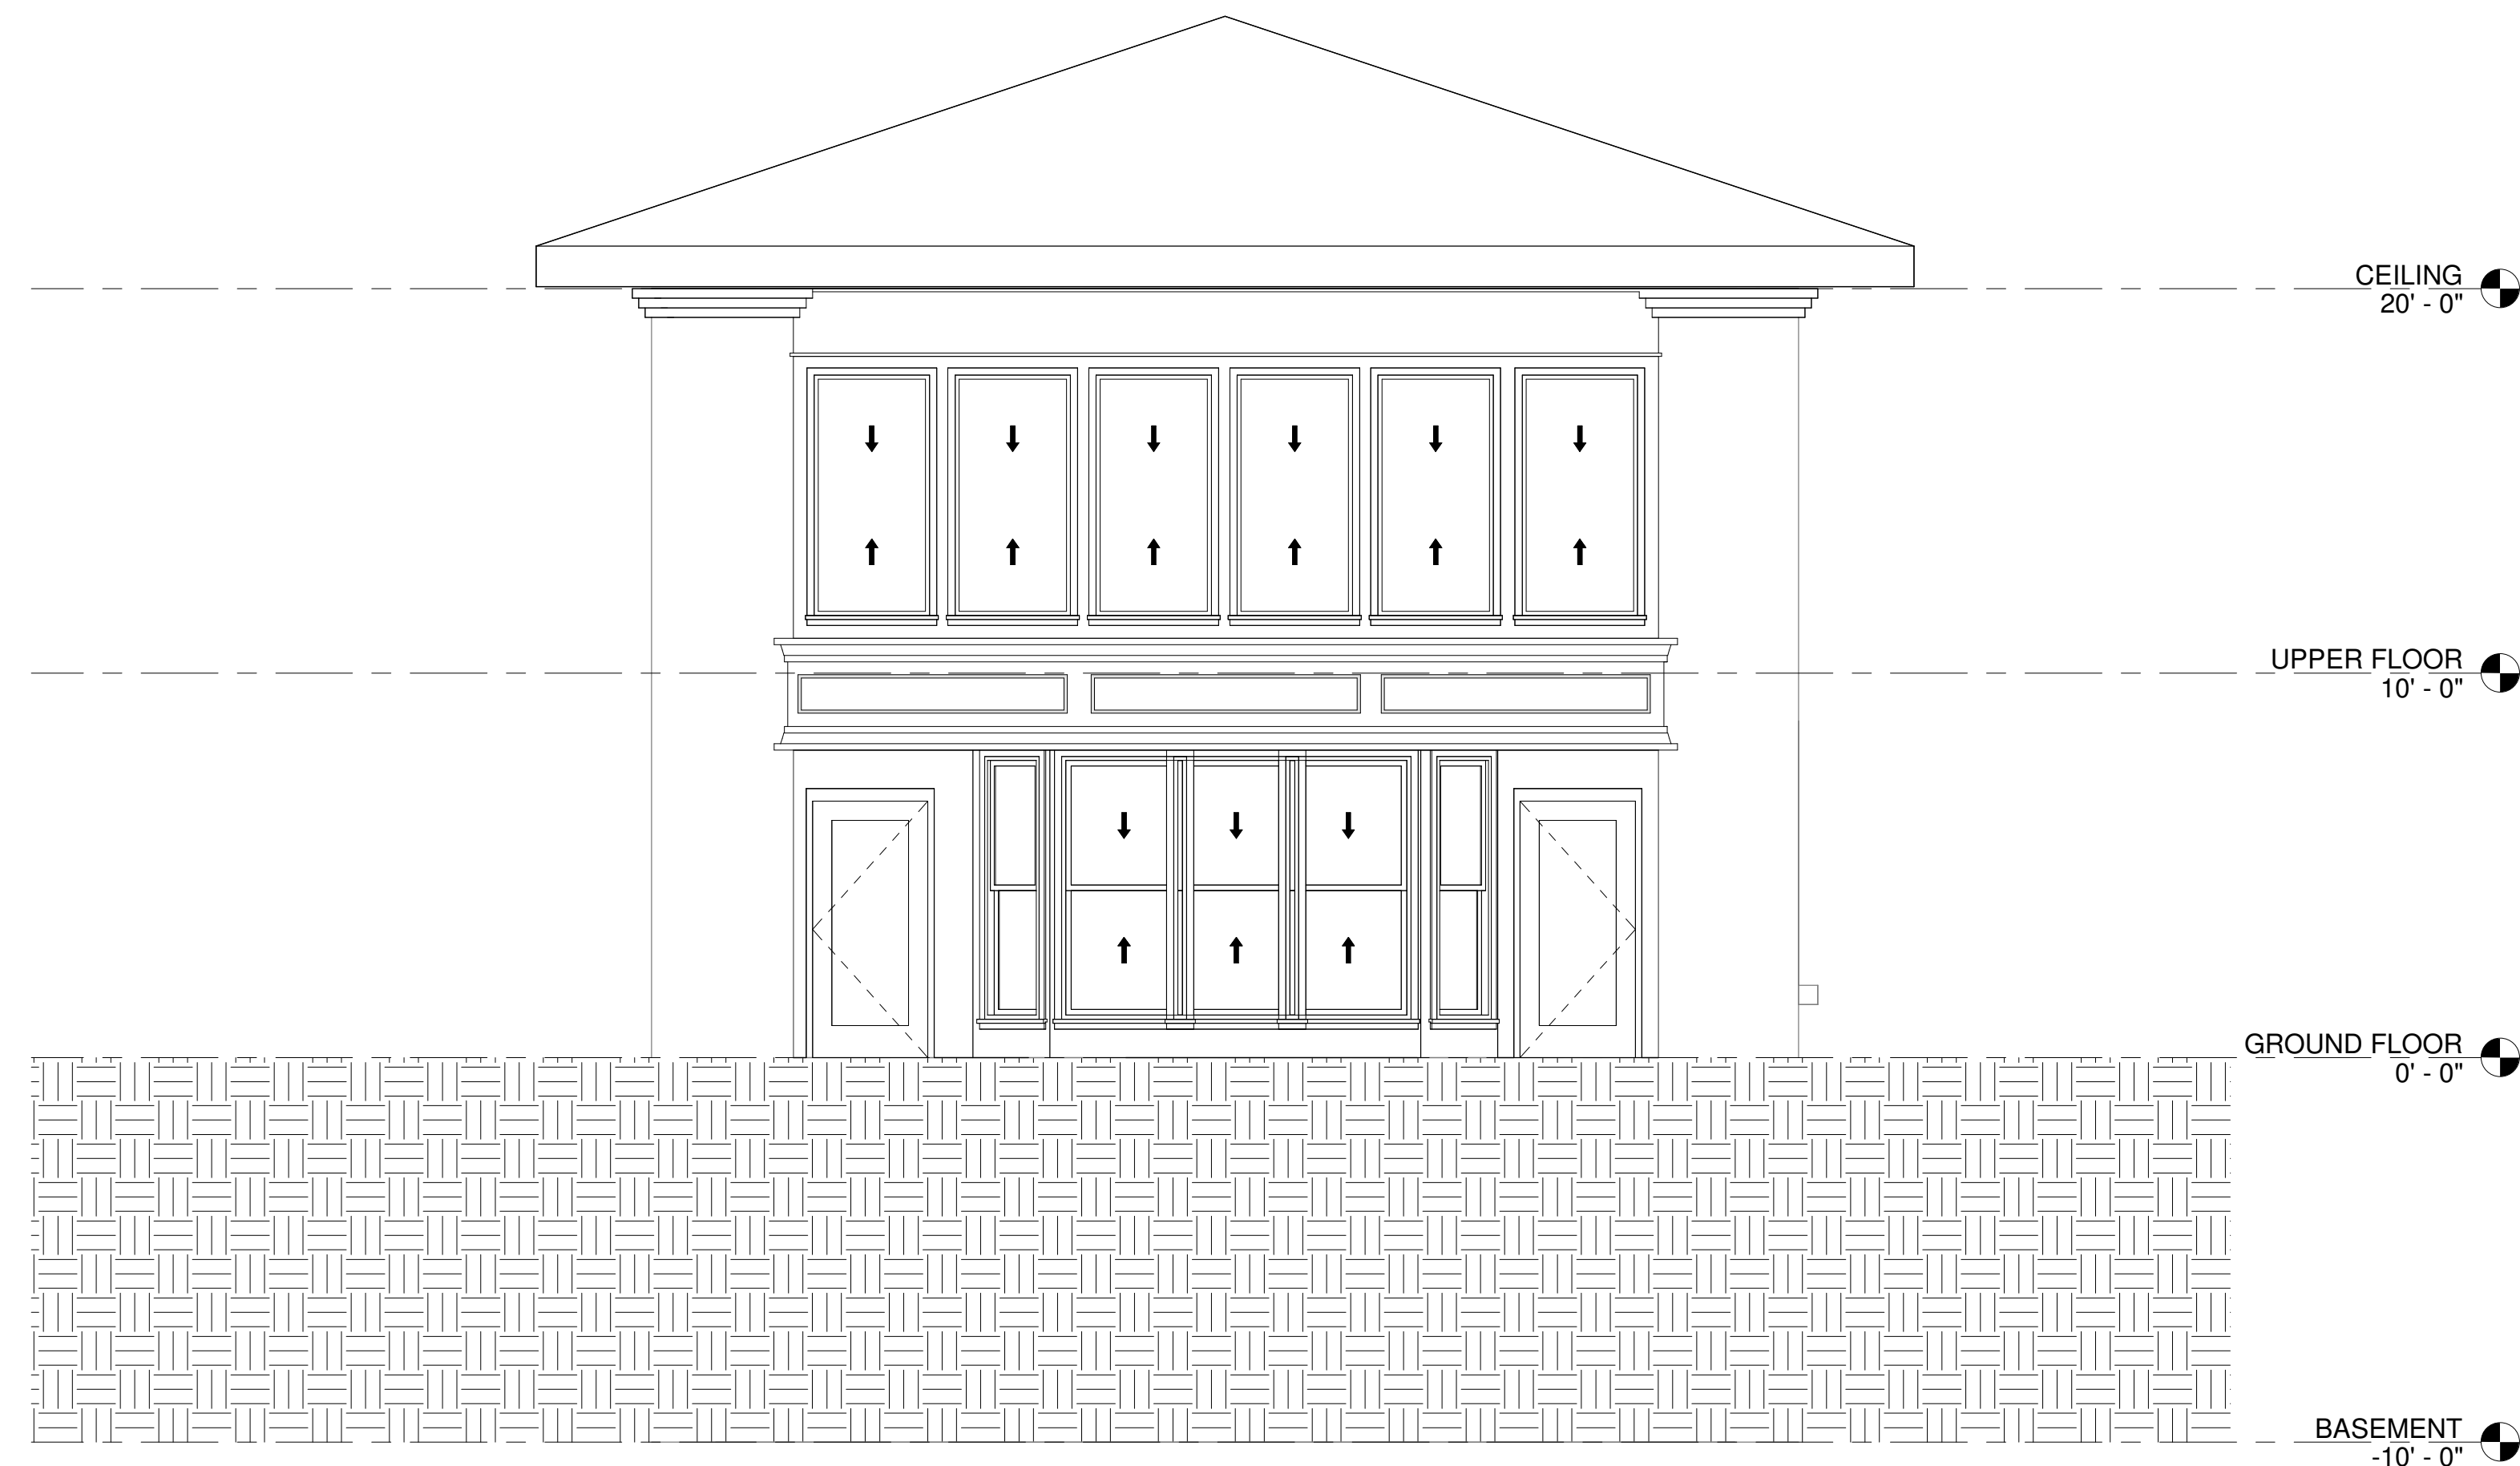 CEILING
20' - 0"
UPPER FLOOR
10' - 0"
GROUND FLOOR
0' - 0"
BASEMENT
-10' - 0"